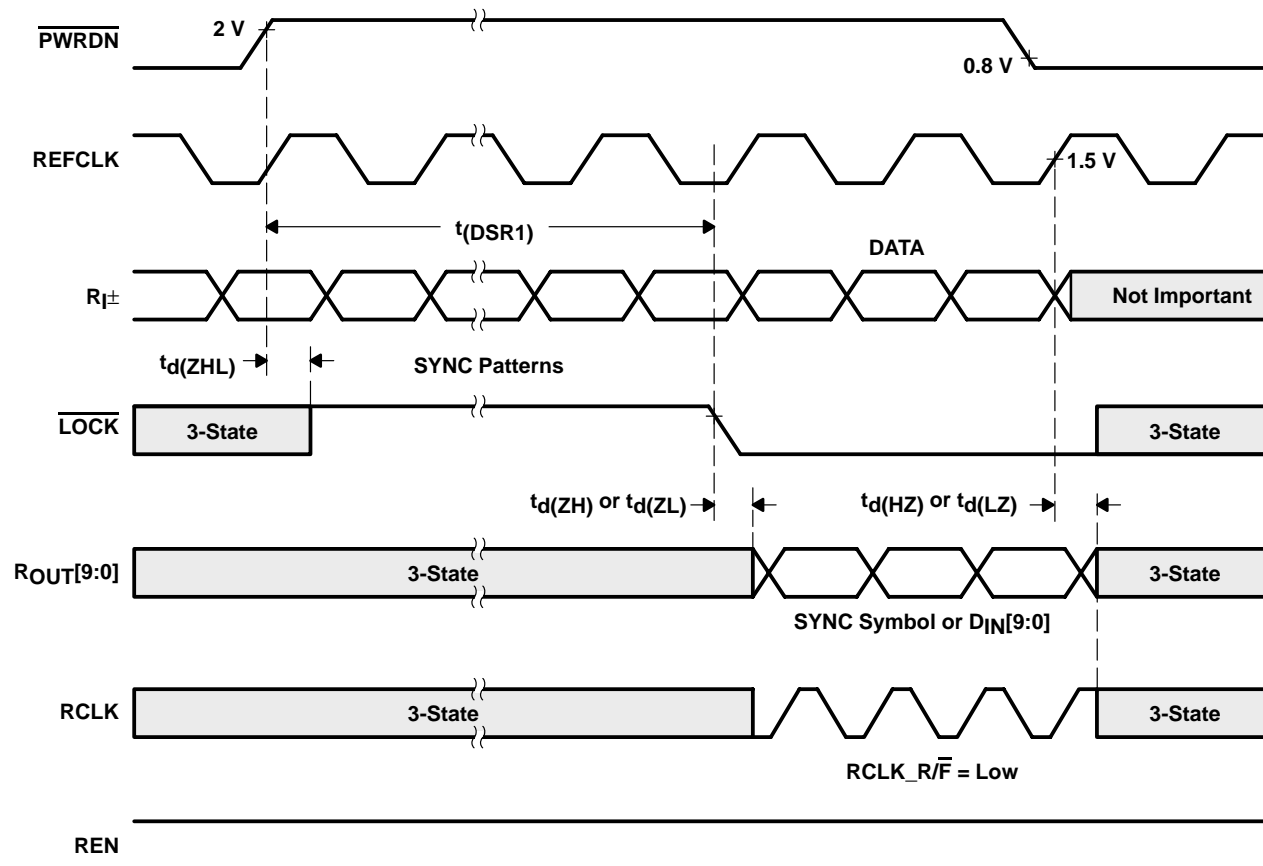 PWRDN
2 V
0.8 V
REFCLK
1.5 V
t(DSR1)
DATA
RI±
Not Important
td(ZHL)
SYNC Patterns
LOCK
3-State
3-State
td(ZH) or td(ZL)
td(HZ) or td(LZ)
ROUT[9:0]
3-State
3-State
SYNC Symbol or DIN[9:0]
RCLK
3-State
3-State
RCLK_R/F = Low
REN